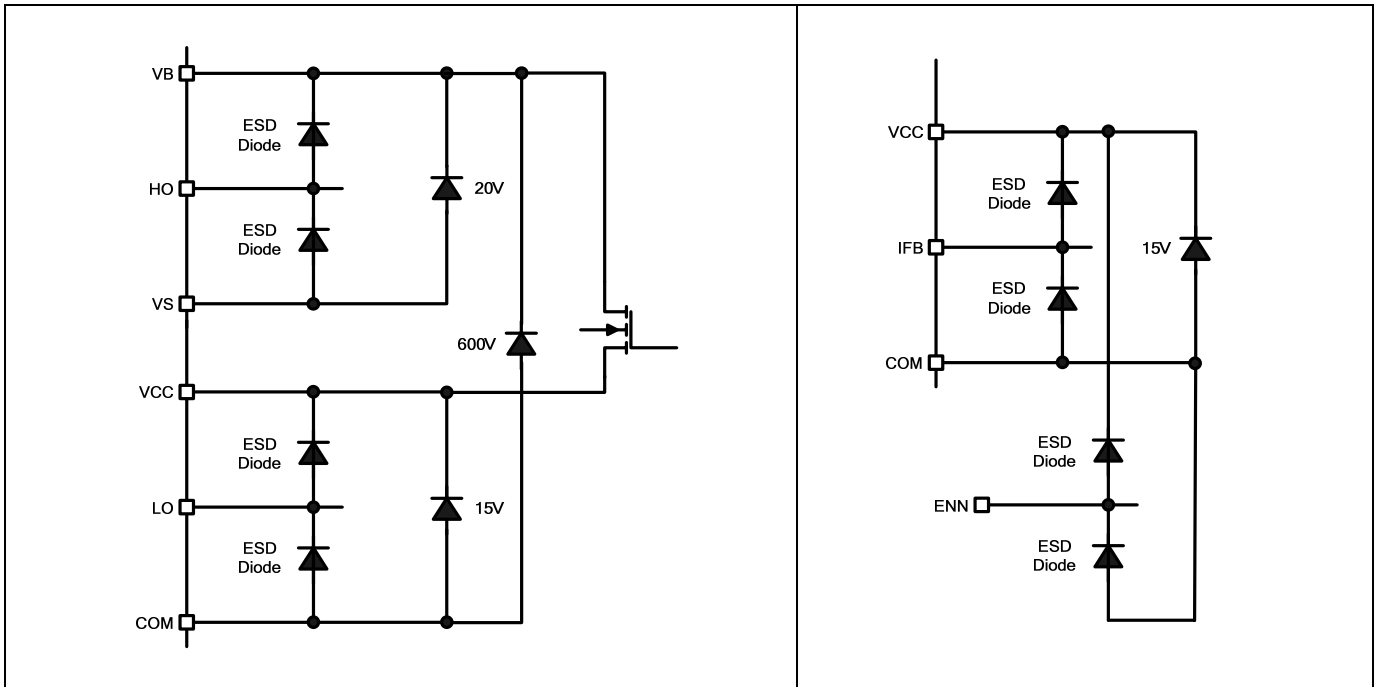 VB
ESD
Diode
HO
20V
ESD
Diode
VS
600V
VCC
ESD
Diode
LO
15V
ESD
Diode
COM
VCC
ESD
Diode
IFB
15V
ESD
Diode
COM
ESD
Diode
ENN
ESD
Diode